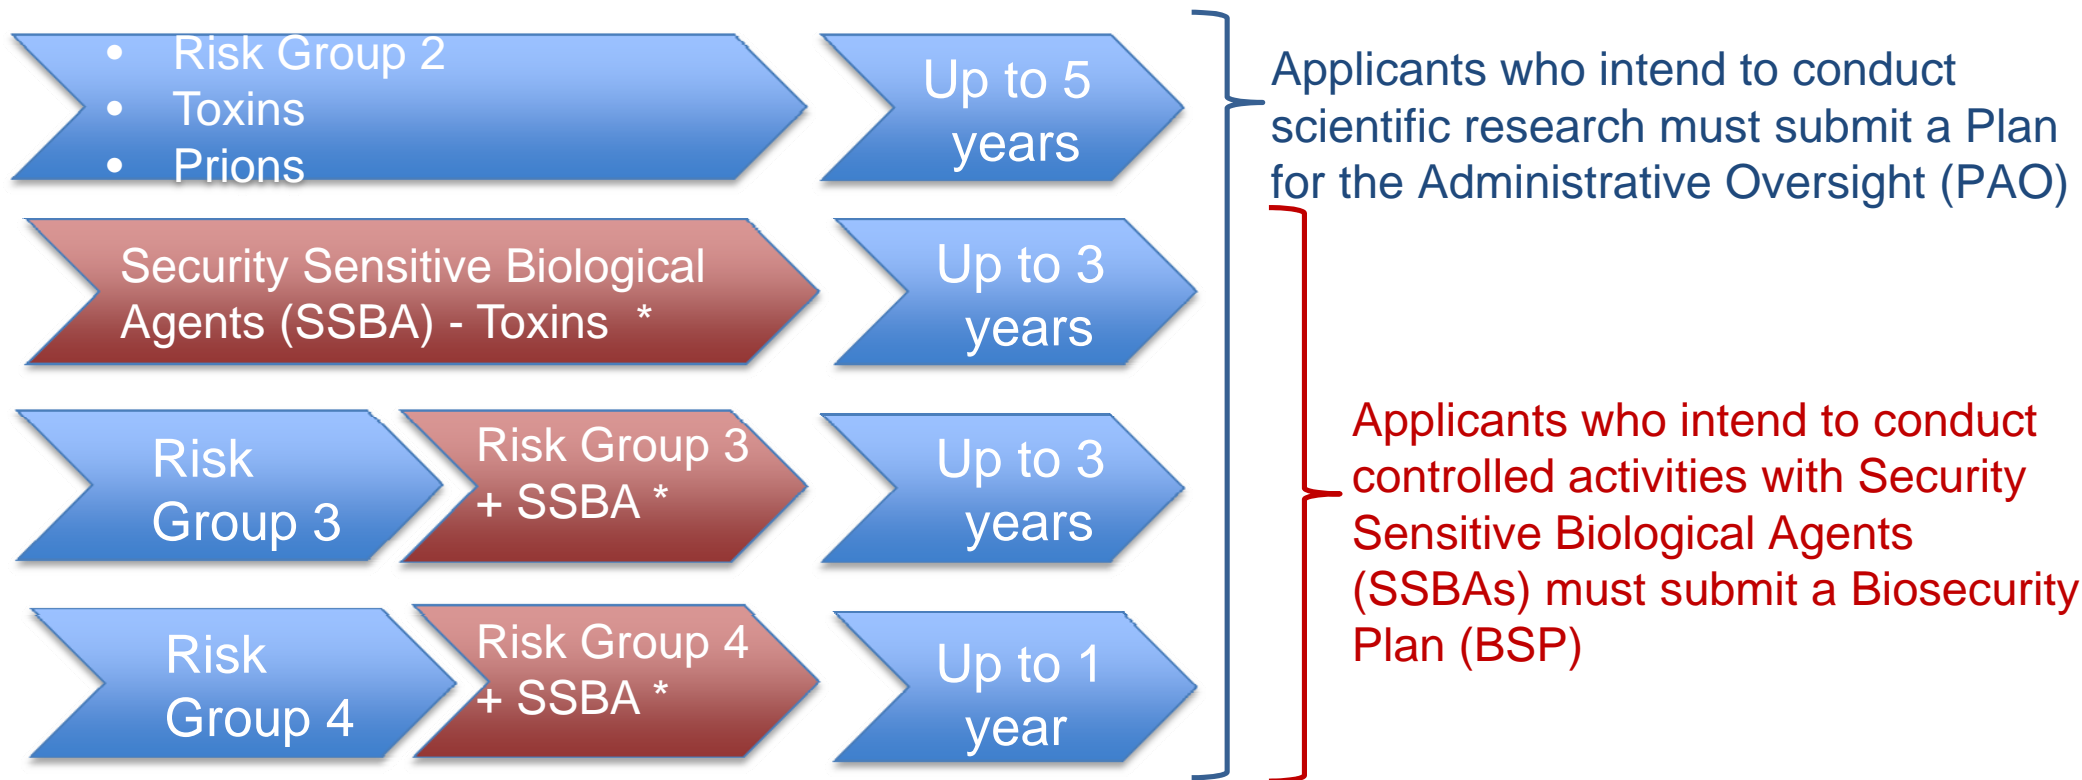 • Risk Group 2
• Toxins
• Prions
Up to 5
years
Applicants who intend to conduct
scientific research must submit a Plan
for the Administrative Oversight (PAO)
Security Sensitive Biological
Agents (SSBA) - Toxins *
Up to 3
years
Risk
Group 3
Risk Group 3
+ SSBA *
Up to 3
years
Applicants who intend to conduct
controlled activities with Security
Sensitive Biological Agents
(SSBAs) must submit a Biosecurity
Plan (BSP)
Risk
Group 4
Risk Group 4
+ SSBA *
Up to 1
year